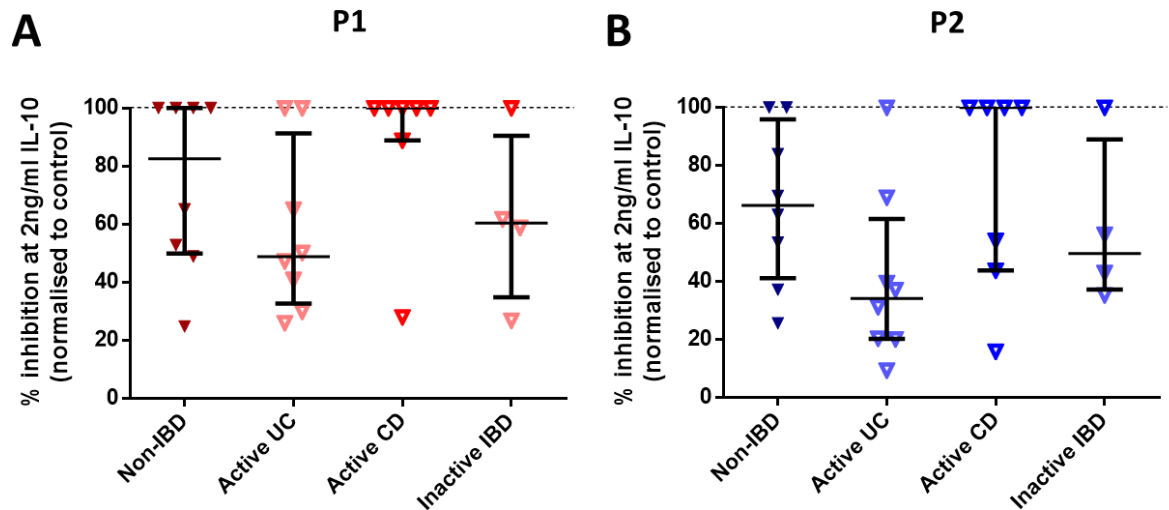 A
P1
% inhibition at 2ng/ml IL-10
(normalised to control)
100
80
60
40
20
0
Non-IBD
Active UC
Active CD
Inactive IBD
B
P2
% inhibition at 2ng/ml IL-10
(normalised to control)
100
80
60
40
20
0
Non-IBD
Active UC
Active CD
Inactive IBD